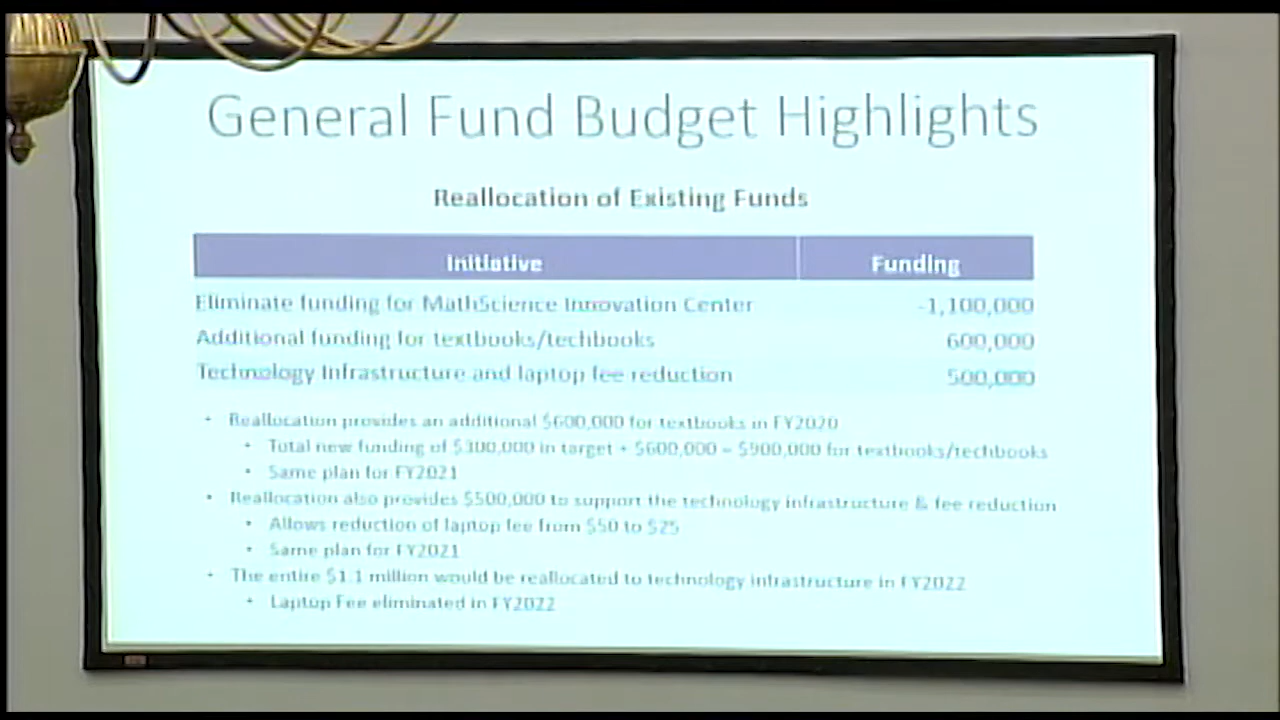 General Fund Budget Highlights
Reallocation of Existing Funds
Initiative Funding
Eliminate funding for MathScience Innovation Center -1,100,000
Additional funding for textbooks/techbooks 600,000
Technology Infrastructure and laptop fee reduction 500,000
• Reallocation provides an additional $600,000 for textbooks in FY2020
• Total new funding of $300,000 in target + $600,000 = $900,000 for textbooks/techbooks
• Same plan for FY2021
• Reallocation also provides $500,000 to support the technology infrastructure & fee reduction
• Allows reduction of laptop fee from $50 to $25
• Same plan for FY2021
• The entire $1.1 million would be reallocated to technology infrastructure in FY2022
• Laptop Fee eliminated in FY2022